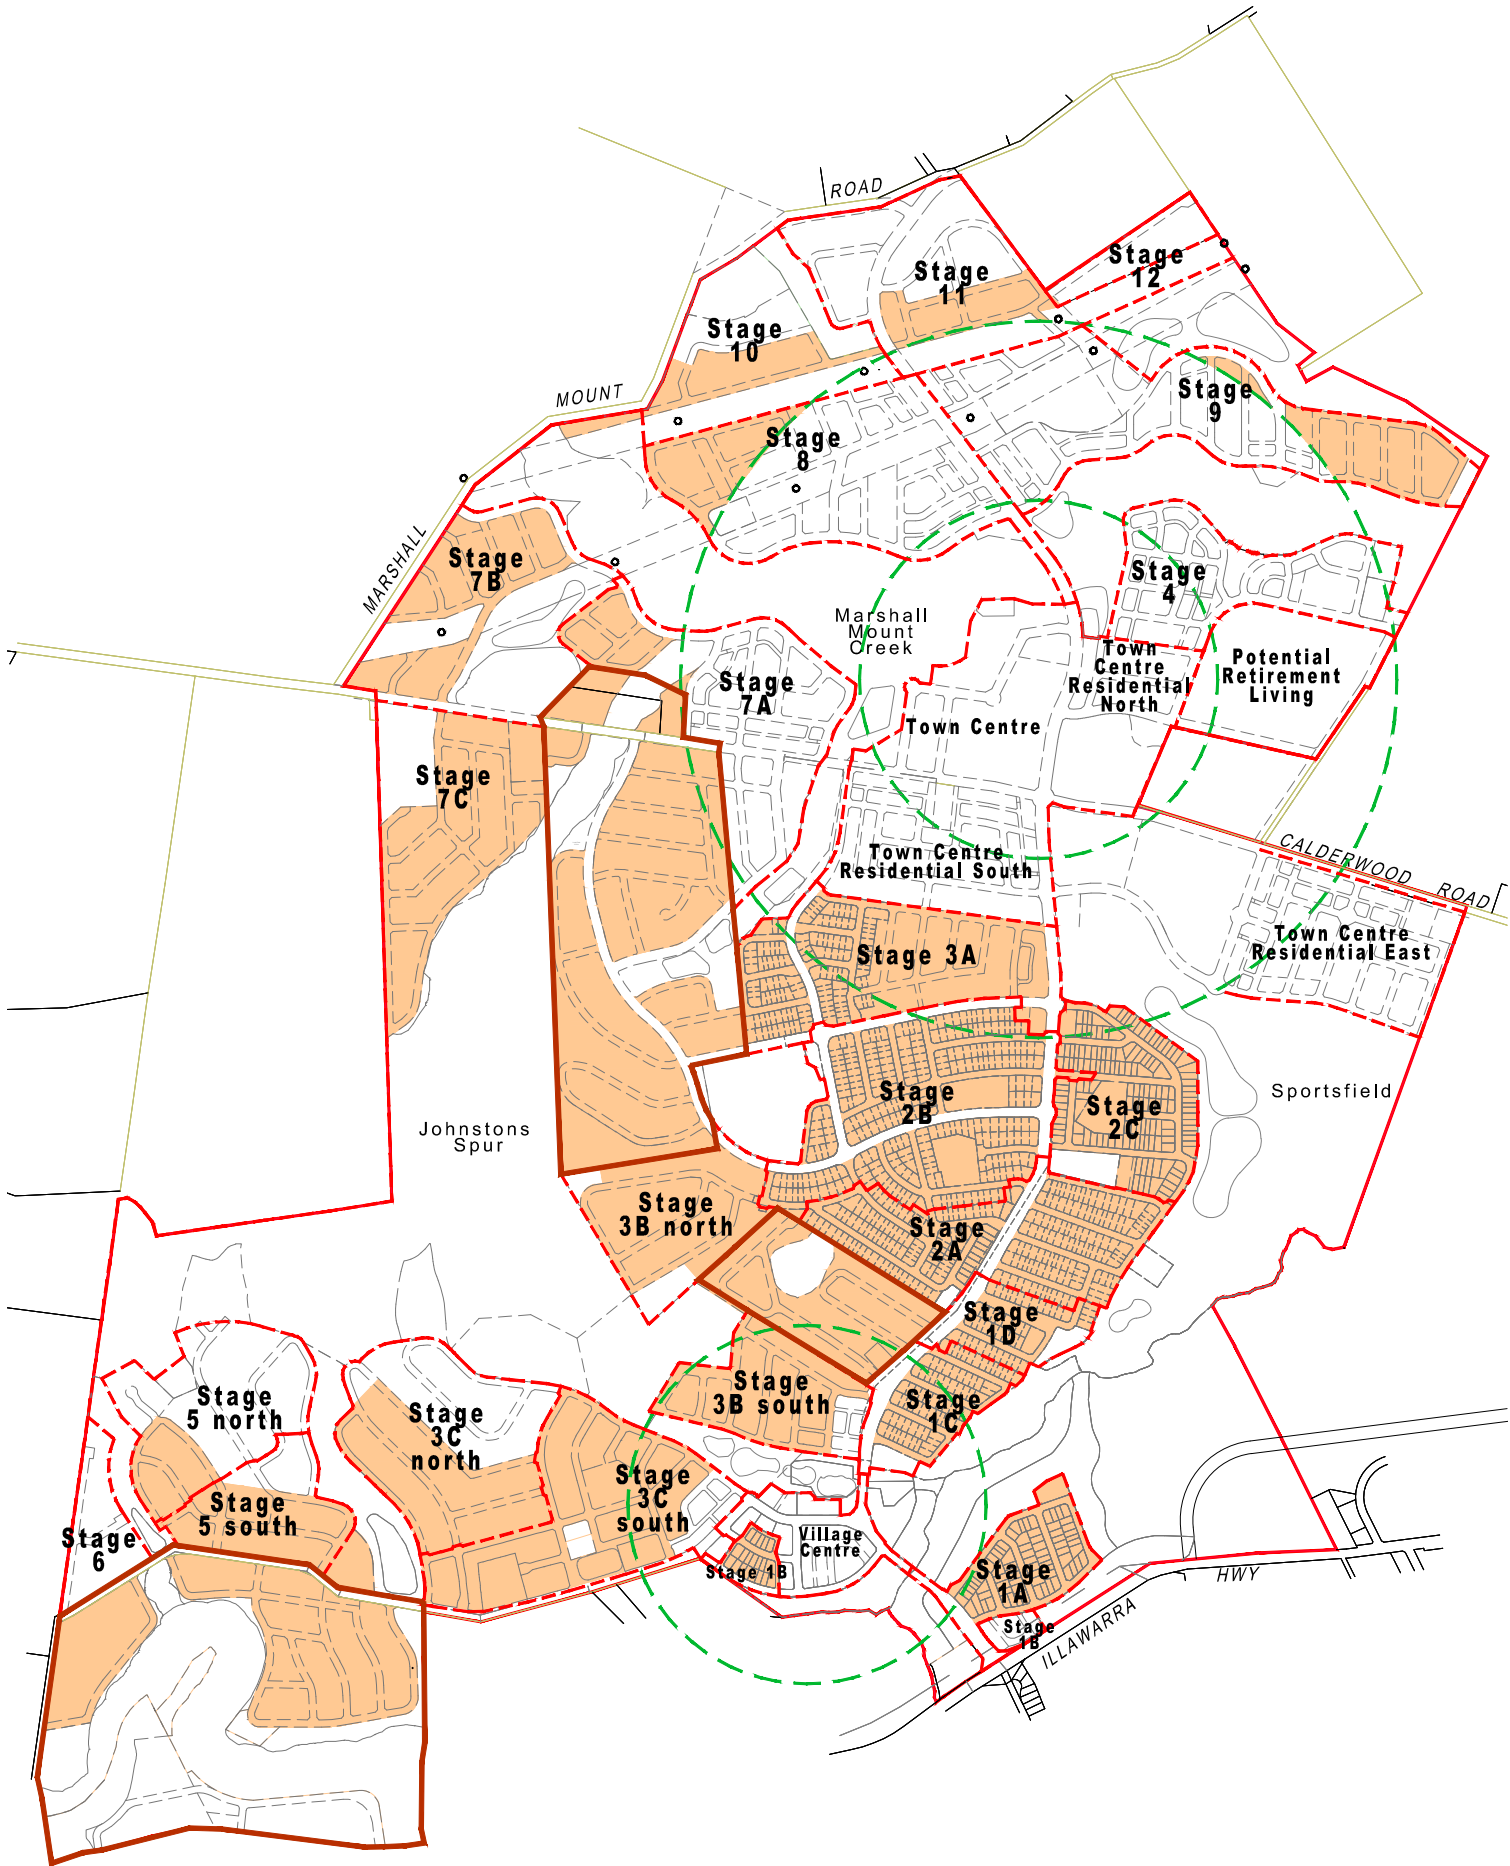 ROAD
Stage
12
Stage
11
Stage
10
MOUNT
Stage
9
Stage
8
MARSHALL
Stage
7B
Stage
4
Marshall
Mount
Creek
7
Town
Centre
Residential
North
Potential
Retirement
Living
Stage
7A
Town Centre
Stage
7C
Town Centre
Residential South
CALDERWOOD ROAD
Town Centre
Residential East
Stage 3A
Stage
2B
Stage
2C
Sportsfield
Johnstons
Spur
Stage
3B north
Stage
2A
Stage
1D
Stage
3B south
Stage
1C
Stage
5 north
Stage
3C
north
Stage
3C
south
Stage
5 south
Stage
6
Village
Centre
Stage 1B
Stage
1A
Stage
1B
ILLAWARRA HWY